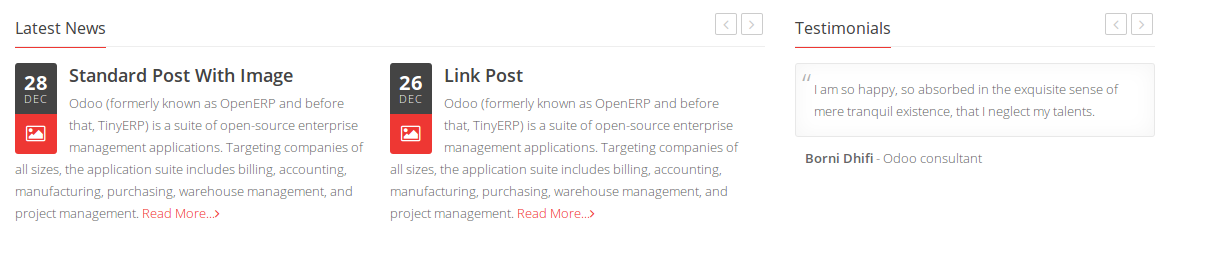 Latest News
28
DEC
Standard Post With Image
Odoo (formerly known as OpenERP and before
that, TinyERP) is a suite of open-source enterprise
management applications. Targeting companies of
all sizes, the application suite includes billing, accounting,
manufacturing, purchasing, warehouse management, and
project management. Read More...
26
DEC
Link Post
Odoo (formerly known as OpenERP and before
that, TinyERP) is a suite of open-source enterprise
management applications. Targeting companies of
all sizes, the application suite includes billing, accounting,
manufacturing, purchasing, warehouse management, and
project management. Read More...
Testimonials
“
I am so happy, so absorbed in the exquisite sense of
mere tranquil existence, that I neglect my talents.
Borni Dhifi - Odoo consultant